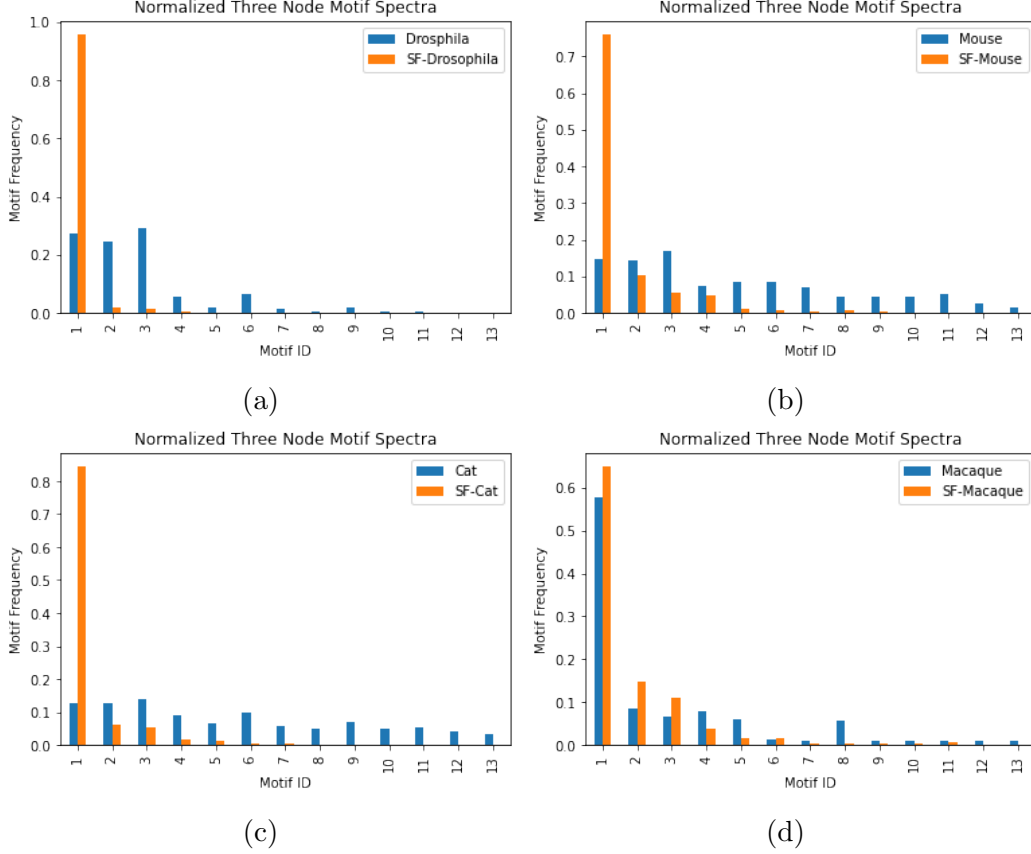 Normalized Three Node Motif Spectra
1.0
0.8
0.6
0.4
0.2
0.0
Motif Frequency
Drosphila
SF-Drosophila
1 2 3 4 5 6 7 8 9 10 11 12 13
Motif ID
(a)
Normalized Three Node Motif Spectra
0.7
0.6
0.5
0.4
0.3
0.2
0.1
0.0
Motif Frequency
Mouse
SF-Mouse
1 2 3 4 5 6 7 8 9 10 11 12 13
Motif ID
(b)
Normalized Three Node Motif Spectra
0.8
0.7
0.6
0.5
0.4
0.3
0.2
0.1
0.0
Motif Frequency
Cat
SF-Cat
1 2 3 4 5 6 7 8 9 10 11 12 13
Motif ID
(c)
Normalized Three Node Motif Spectra
0.6
0.5
0.4
0.3
0.2
0.1
0.0
Motif Frequency
Macaque
SF-Macaque
1 2 3 4 5 6 7 8 9 10 11 12 13
Motif ID
(d)